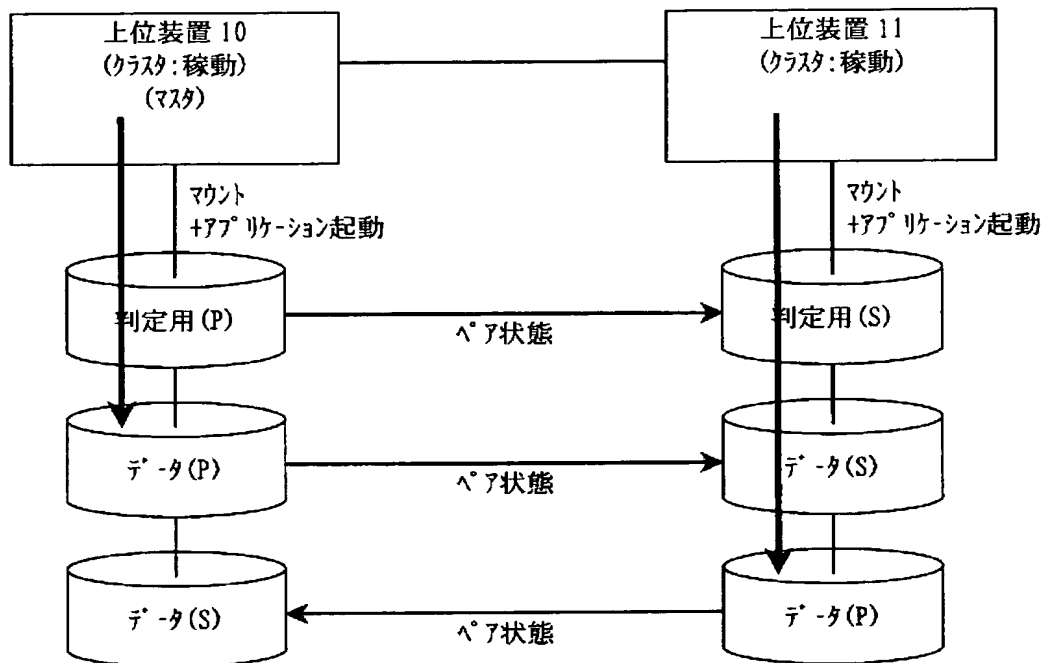 上位装置10
(クラスタ:稼動)
(マスタ)
上位装置11
(クラスタ:稼動)
マウント
+アプリケーション起動
マウント
+アプリケーション起動
判定用(P)
ペア状態
判定用(S)
データ(P)
ペア状態
データ(S)
データ(S)
ペア状態
データ(P)